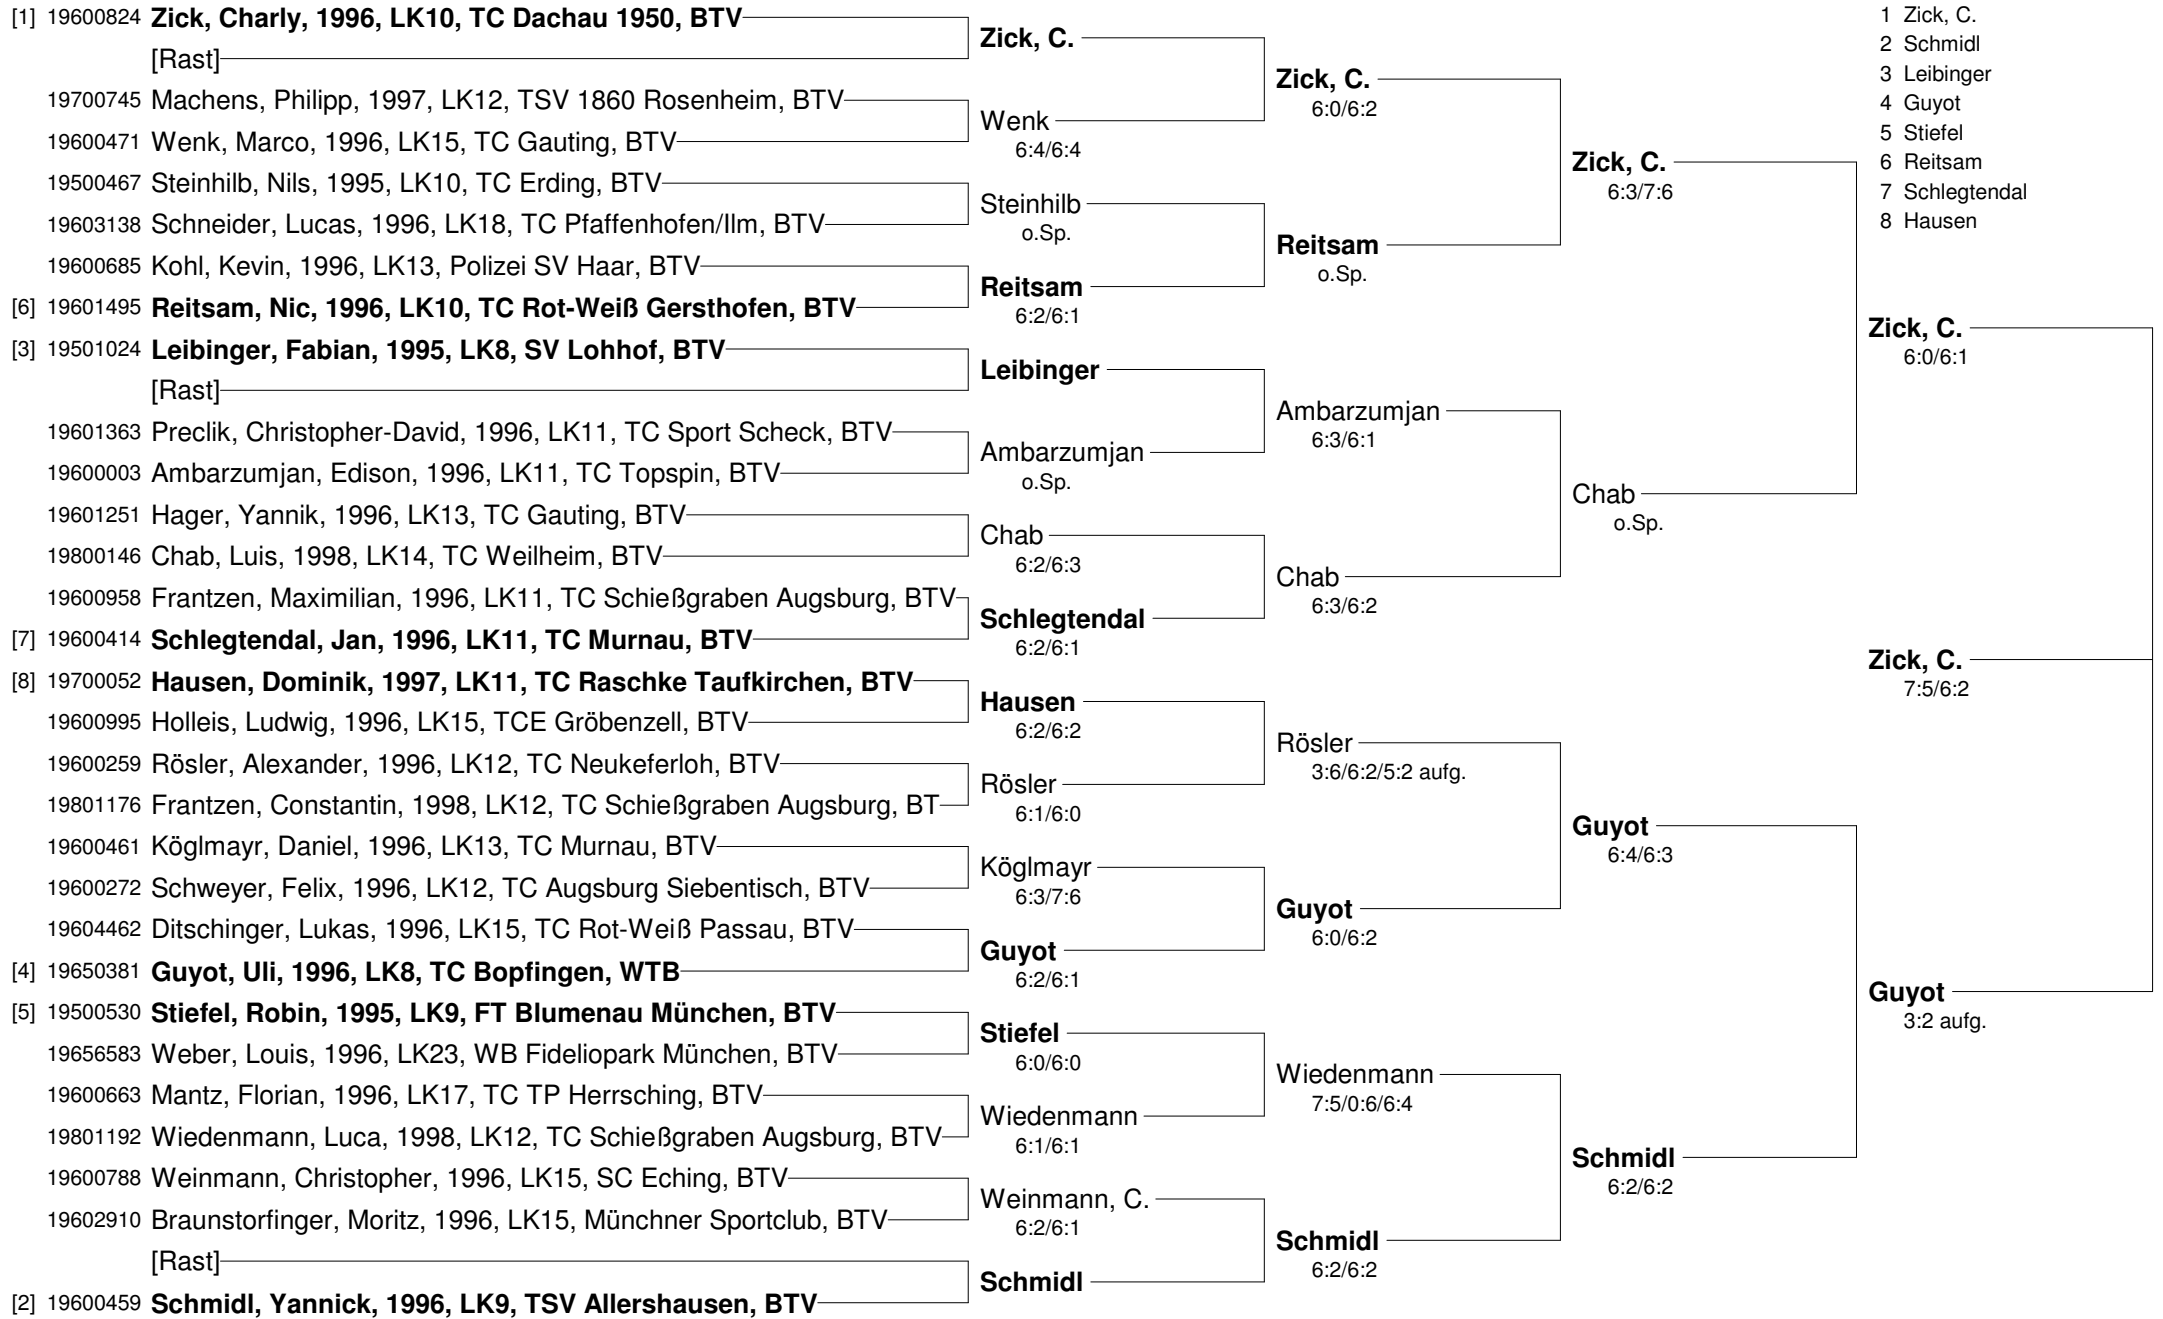 [1] 19600824 Zick, Charly, 1996, LK10, TC Dachau 1950, BTV
[Rast]
19700745 Machens, Philipp, 1997, LK12, TSV 1860 Rosenheim, BTV
19600471 Wenk, Marco, 1996, LK15, TC Gauting, BTV
19500467 Steinhilb, Nils, 1995, LK10, TC Erding, BTV
19603138 Schneider, Lucas, 1996, LK18, TC Pfaffenhofen/Ilm, BTV
19600685 Kohl, Kevin, 1996, LK13, Polizei SV Haar, BTV
[6] 19601495 Reitsam, Nic, 1996, LK10, TC Rot-Weiß Gersthofen, BTV
[3] 19501024 Leibinger, Fabian, 1995, LK8, SV Lohhof, BTV
[Rast]
19601363 Preclik, Christopher-David, 1996, LK11, TC Sport Scheck, BTV
19600003 Ambarzumjan, Edison, 1996, LK11, TC Topspin, BTV
19601251 Hager, Yannik, 1996, LK13, TC Gauting, BTV
19800146 Chab, Luis, 1998, LK14, TC Weilheim, BTV
19600958 Frantzen, Maximilian, 1996, LK11, TC Schießgraben Augsburg, BTV
[7] 19600414 Schlegtendal, Jan, 1996, LK11, TC Murnau, BTV
[8] 19700052 Hausen, Dominik, 1997, LK11, TC Raschke Taufkirchen, BTV
19600995 Holleis, Ludwig, 1996, LK15, TCE Gröbenzell, BTV
19600259 Rösler, Alexander, 1996, LK12, TC Neukeferloh, BTV
19801176 Frantzen, Constantin, 1998, LK12, TC Schießgraben Augsburg, BT
19600461 Köglmayr, Daniel, 1996, LK13, TC Murnau, BTV
19600272 Schweyer, Felix, 1996, LK12, TC Augsburg Siebentisch, BTV
19604462 Ditschinger, Lukas, 1996, LK15, TC Rot-Weiß Passau, BTV
[4] 19650381 Guyot, Uli, 1996, LK8, TC Bopfingen, WTB
[5] 19500530 Stiefel, Robin, 1995, LK9, FT Blumenau München, BTV
19656583 Weber, Louis, 1996, LK23, WB Fideliopark München, BTV
19600663 Mantz, Florian, 1996, LK17, TC TP Herrsching, BTV
19801192 Wiedenmann, Luca, 1998, LK12, TC Schießgraben Augsburg, BTV
19600788 Weinmann, Christopher, 1996, LK15, SC Eching, BTV
19602910 Braunstorfinger, Moritz, 1996, LK15, Münchner Sportclub, BTV
[Rast]
[2] 19600459 Schmidl, Yannick, 1996, LK9, TSV Allershausen, BTV
Zick, C.
Wenk
6:4/6:4
Steinhilb
o.Sp.
Reitsam
6:2/6:1
Leibinger
Ambarzumjan
o.Sp.
Chab
6:2/6:3
Schlegtendal
6:2/6:1
Hausen
6:2/6:2
Rösler
6:1/6:0
Köglmayr
6:3/7:6
Guyot
6:2/6:1
Stiefel
6:0/6:0
Wiedenmann
6:1/6:1
Weinmann, C.
6:2/6:1
Schmidl
Zick, C.
6:0/6:2
Reitsam
o.Sp.
Ambarzumjan
6:3/6:1
Chab
6:3/6:2
Rösler
3:6/6:2/5:2 aufg.
Guyot
6:0/6:2
Wiedenmann
7:5/0:6/6:4
Schmidl
6:2/6:2
Zick, C.
6:3/7:6
Chab
o.Sp.
Guyot
6:4/6:3
Schmidl
6:2/6:2
1 Zick, C.
2 Schmidl
3 Leibinger
4 Guyot
5 Stiefel
6 Reitsam
7 Schlegtendal
8 Hausen
Zick, C.
6:0/6:1
Zick, C.
7:5/6:2
Guyot
3:2 aufg.